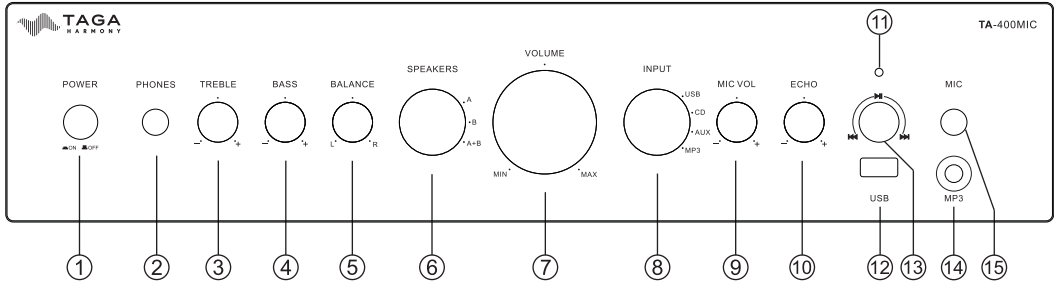 TAGA
HARMONY
TA-400MIC
POWER
PHONES
TREBLE
BASS
BALANCE
SPEAKERS
VOLUME
INPUT
MIC VOL
ECHO
MIC
ON OFF
- +
- +
L R
A
B
A+B
MIN MAX
USB
CD
AUX
MP3
- +
- +
USB
MP3
11
1 2 3 4 5 6 7 8 9 10 12 13 14 15